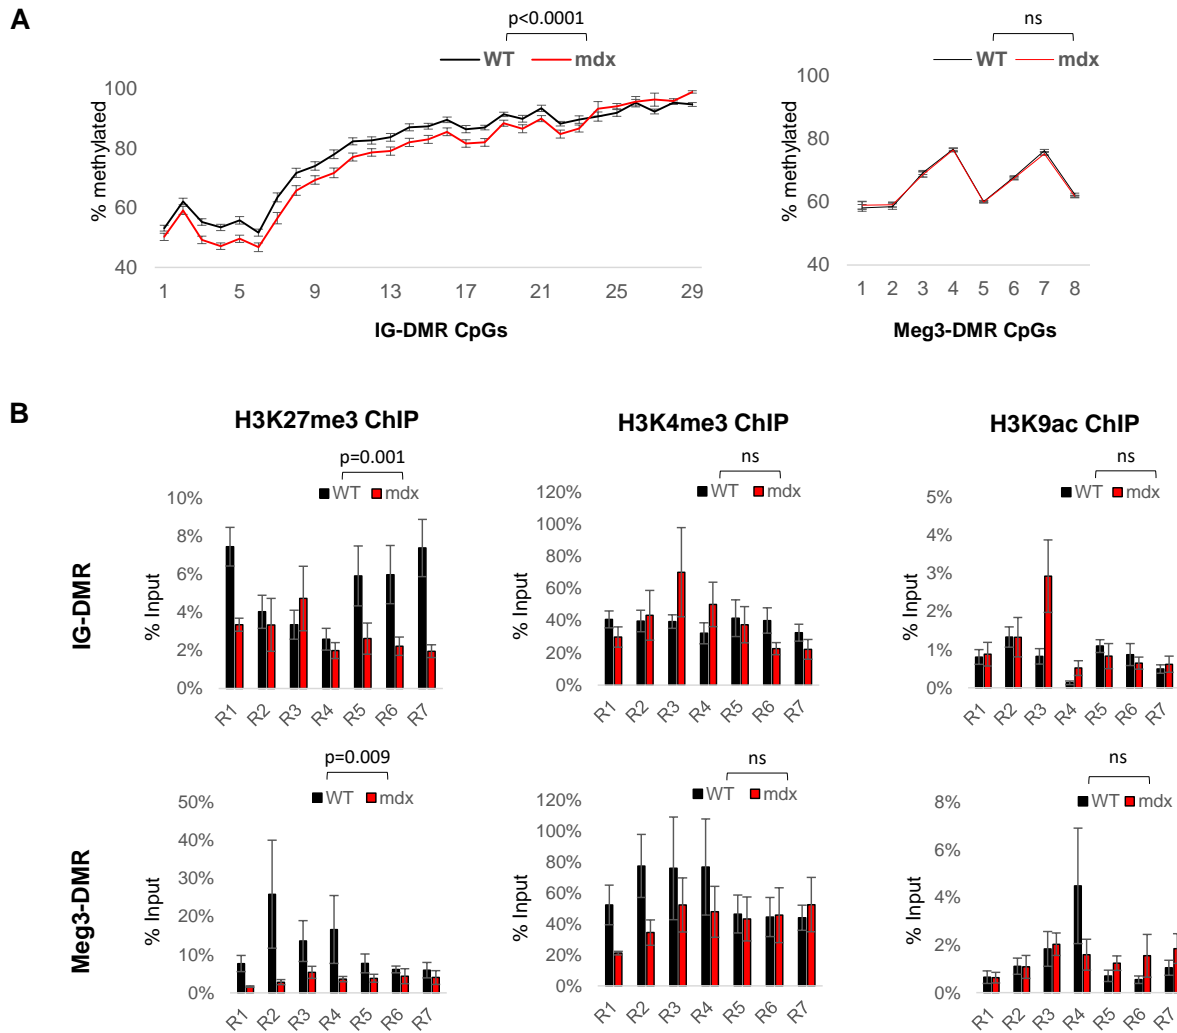 A
p<0.0001
WT mdx
% methylated
100
80
60
40
1 5 9 13 17 21 25 29
IG-DMR CpGs
ns
WT mdx
% methylated
100
80
60
40
1 2 3 4 5 6 7 8
Meg3-DMR CpGs
B
H3K27me3 ChIP
H3K4me3 ChIP
H3K9ac ChIP
IG-DMR
p=0.001
WT mdx
% Input
10%
8%
6%
4%
2%
0%
R1 R2 R3 R4 R5 R6 R7
ns
WT mdx
% Input
120%
100%
80%
60%
40%
20%
0%
R1 R2 R3 R4 R5 R6 R7
ns
WT mdx
% Input
5%
4%
3%
2%
1%
0%
R1 R2 R3 R4 R5 R6 R7
Meg3-DMR
p=0.009
WT mdx
% Input
50%
40%
30%
20%
10%
0%
R1 R2 R3 R4 R5 R6 R7
ns
WT mdx
% Input
120%
100%
80%
60%
40%
20%
0%
R1 R2 R3 R4 R5 R6 R7
ns
WT mdx
% Input
8%
6%
4%
2%
0%
R1 R2 R3 R4 R5 R6 R7